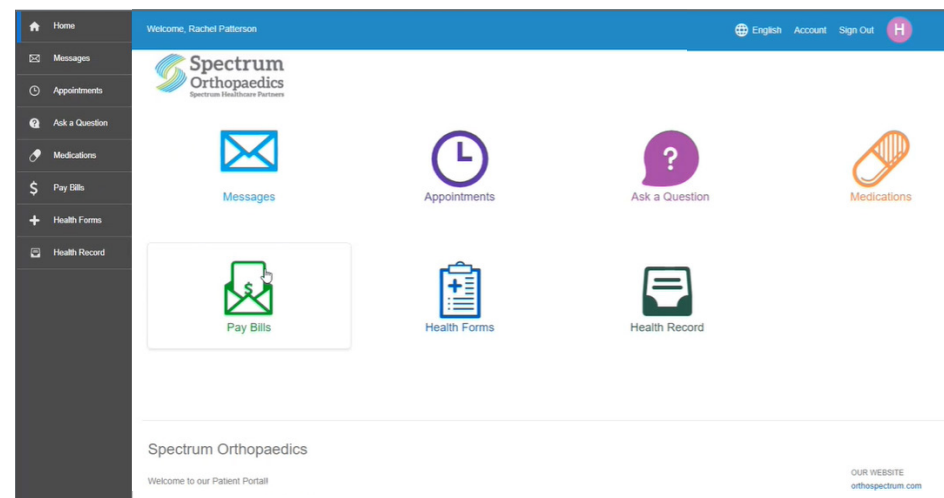 Home
Messages
Appointments
Ask a Question
Medications
Pay Bills
Health Forms
Health Record
Welcome, Rachel Patterson
English Account Sign Out H
Spectrum
Orthopaedics
Spectrum Healthcare Partners
Messages
Appointments
?
Ask a Question
Medications
$
Pay Bills
Health Forms
Health Record
Spectrum Orthopaedics
Welcome to our Patient Portal!
OUR WEBSITE
orthospectrum.com